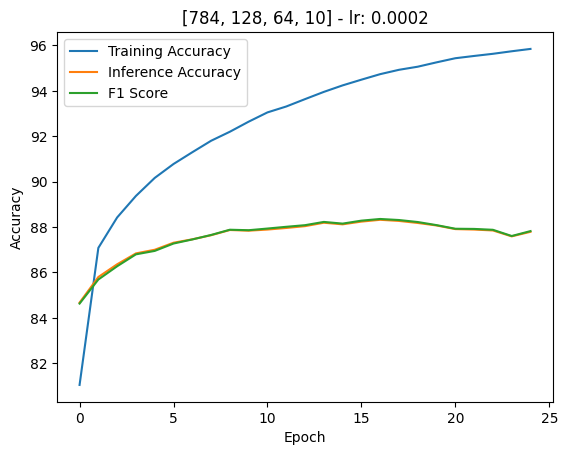 [784, 128, 64, 10] - lr: 0.0002
Training Accuracy
Inference Accuracy
F1 Score
96
94
92
90
88
86
84
82
Accuracy
0
5
10
15
20
25
Epoch